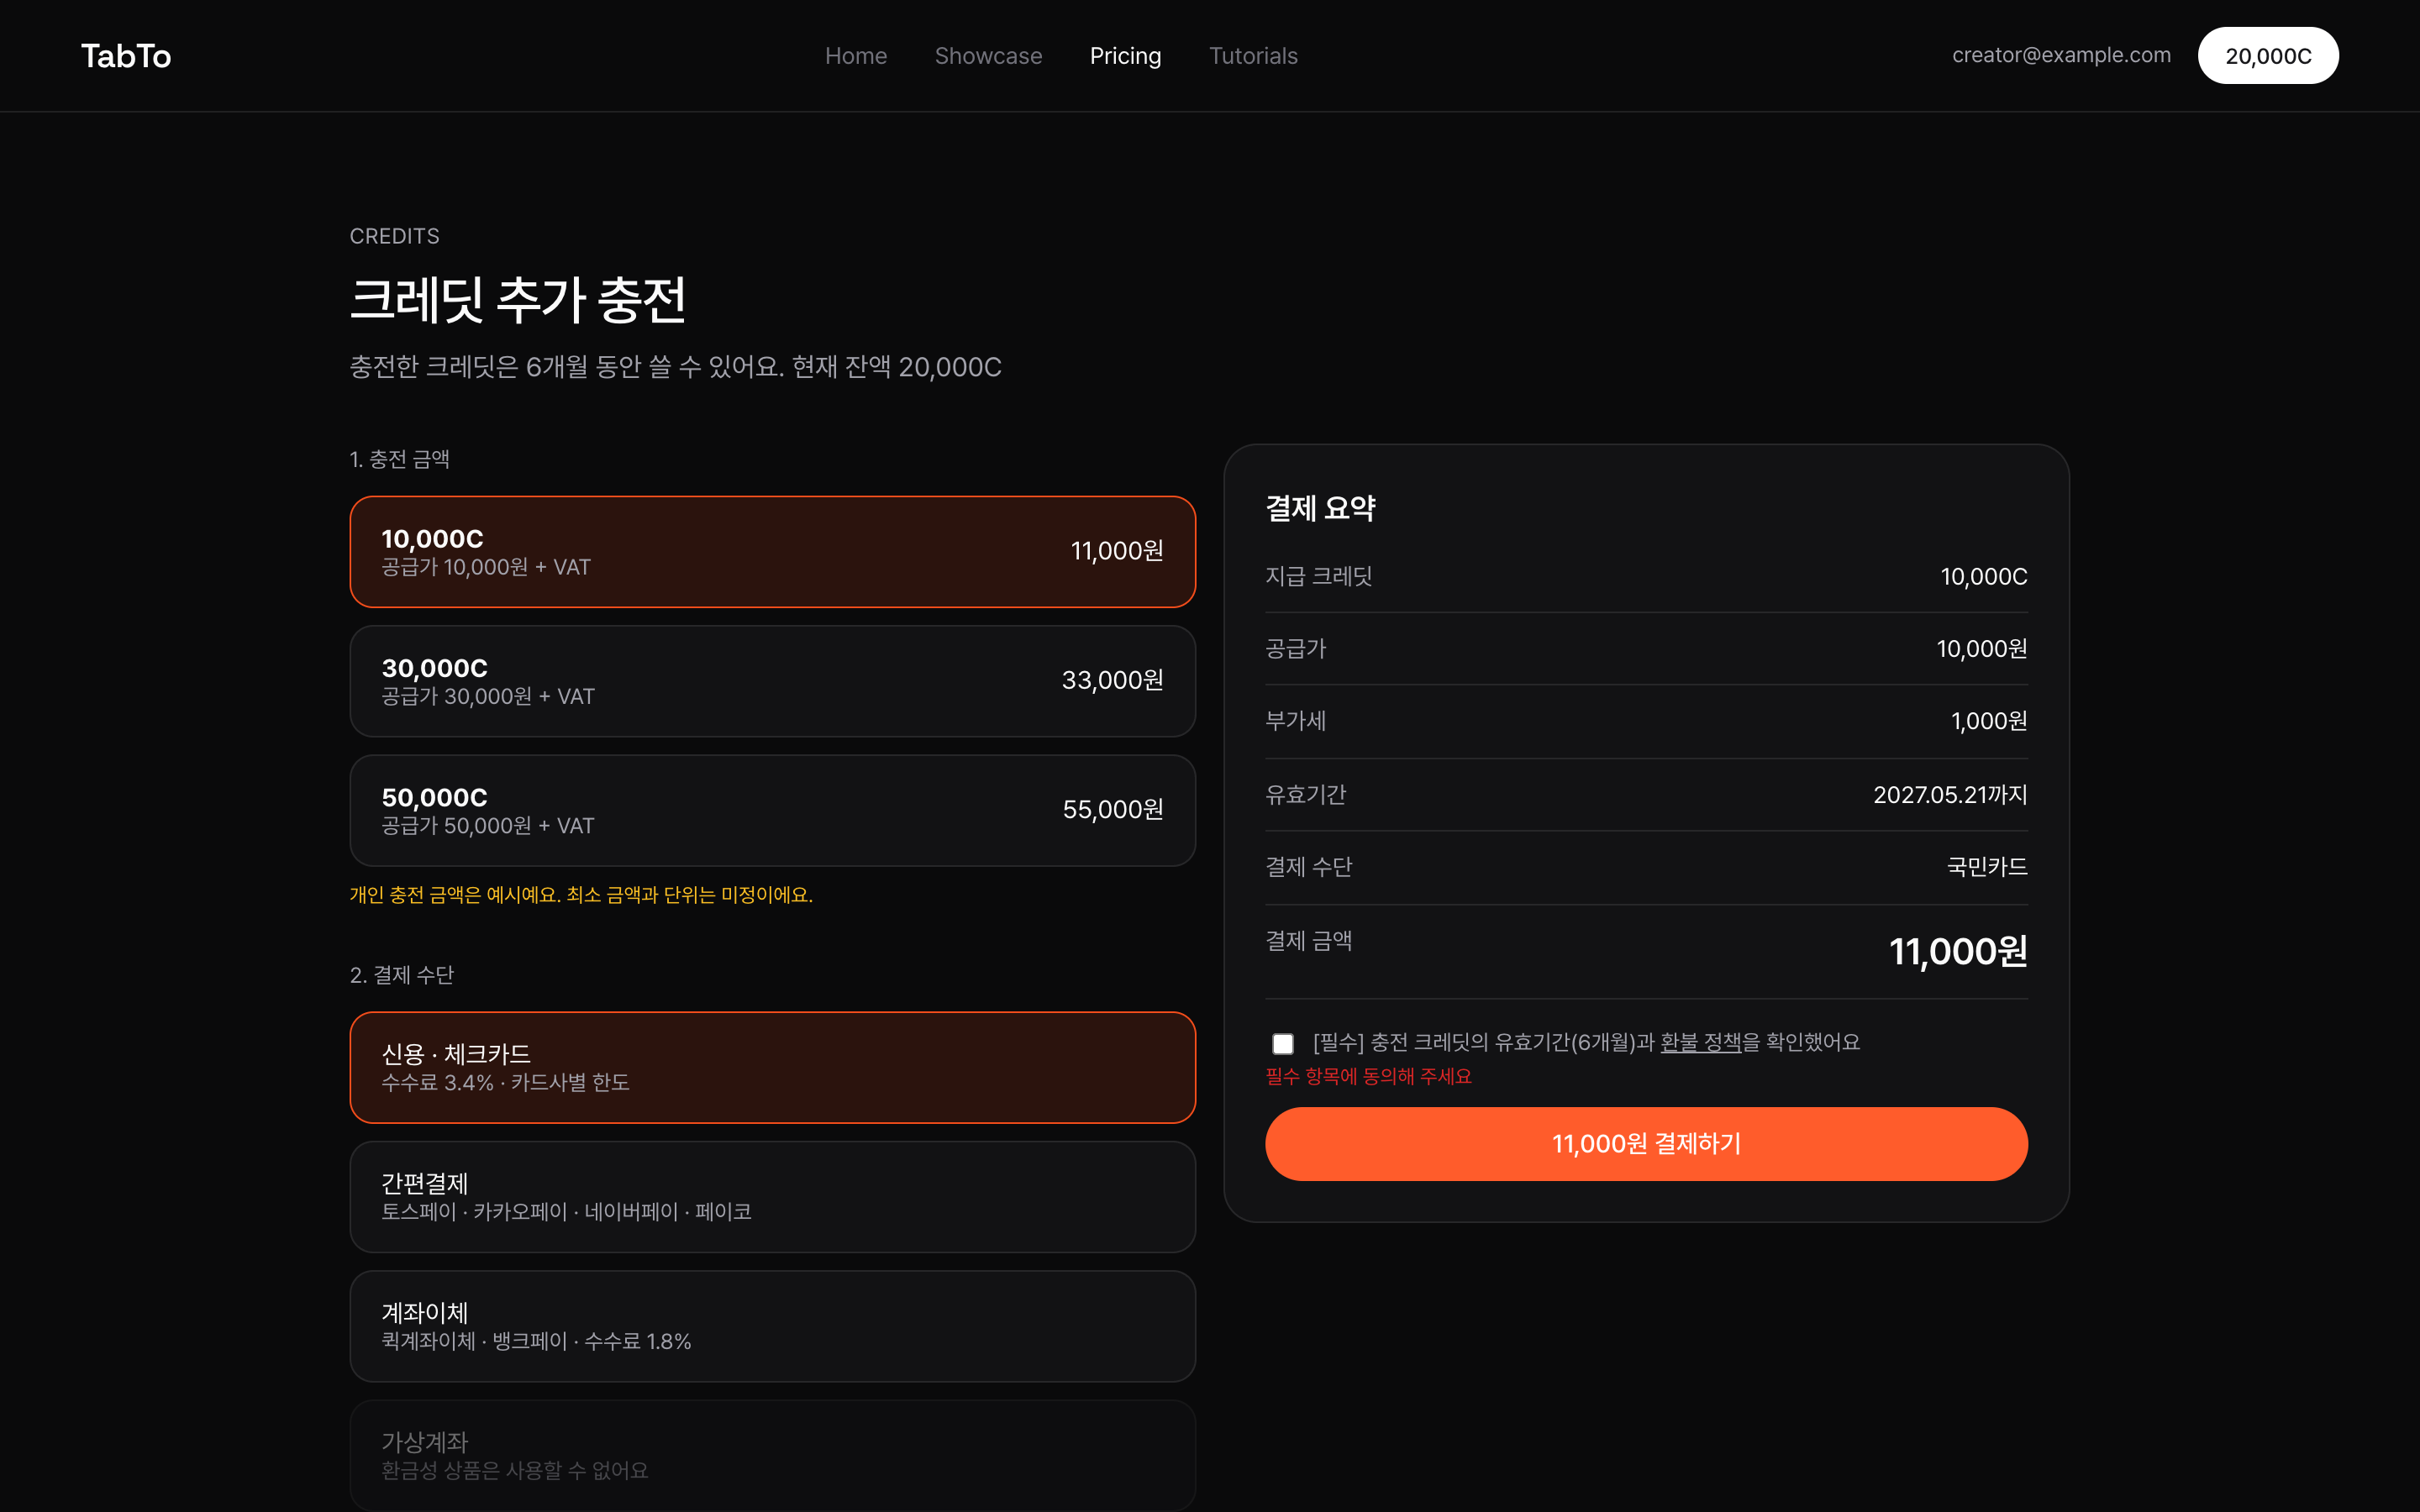 TabTo
Home Showcase Pricing Tutorials
creator@example.com 20,000C
CREDITS
크레딧 추가 충전
충전한 크레딧은 6개월 동안 쓸 수 있어요. 현재 잔액 20,000C
1. 충전 금액
10,000C
공급가 10,000원 + VAT
11,000원
30,000C
공급가 30,000원 + VAT
33,000원
50,000C
공급가 50,000원 + VAT
55,000원
개인 충전 금액은 예시예요. 최소 금액과 단위는 미정이에요.
2. 결제 수단
신용 · 체크카드
수수료 3.4% · 카드사별 한도
간편결제
토스페이 · 카카오페이 · 네이버페이 · 페이코
계좌이체
퀵계좌이체 · 뱅크페이 · 수수료 1.8%
가상계좌
환금성 상품은 사용할 수 없어요
결제 요약
지급 크레딧 10,000C
공급가 10,000원
부가세 1,000원
유효기간 2027.05.21까지
결제 수단 국민카드
결제 금액 11,000원
[필수] 충전 크레딧의 유효기간(6개월)과 환불 정책을 확인했어요
필수 항목에 동의해 주세요
11,000원 결제하기